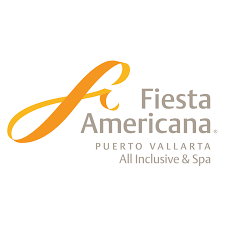 Fiesta
Americana®
PUERTO VALLARTA
All Inclusive & Spa